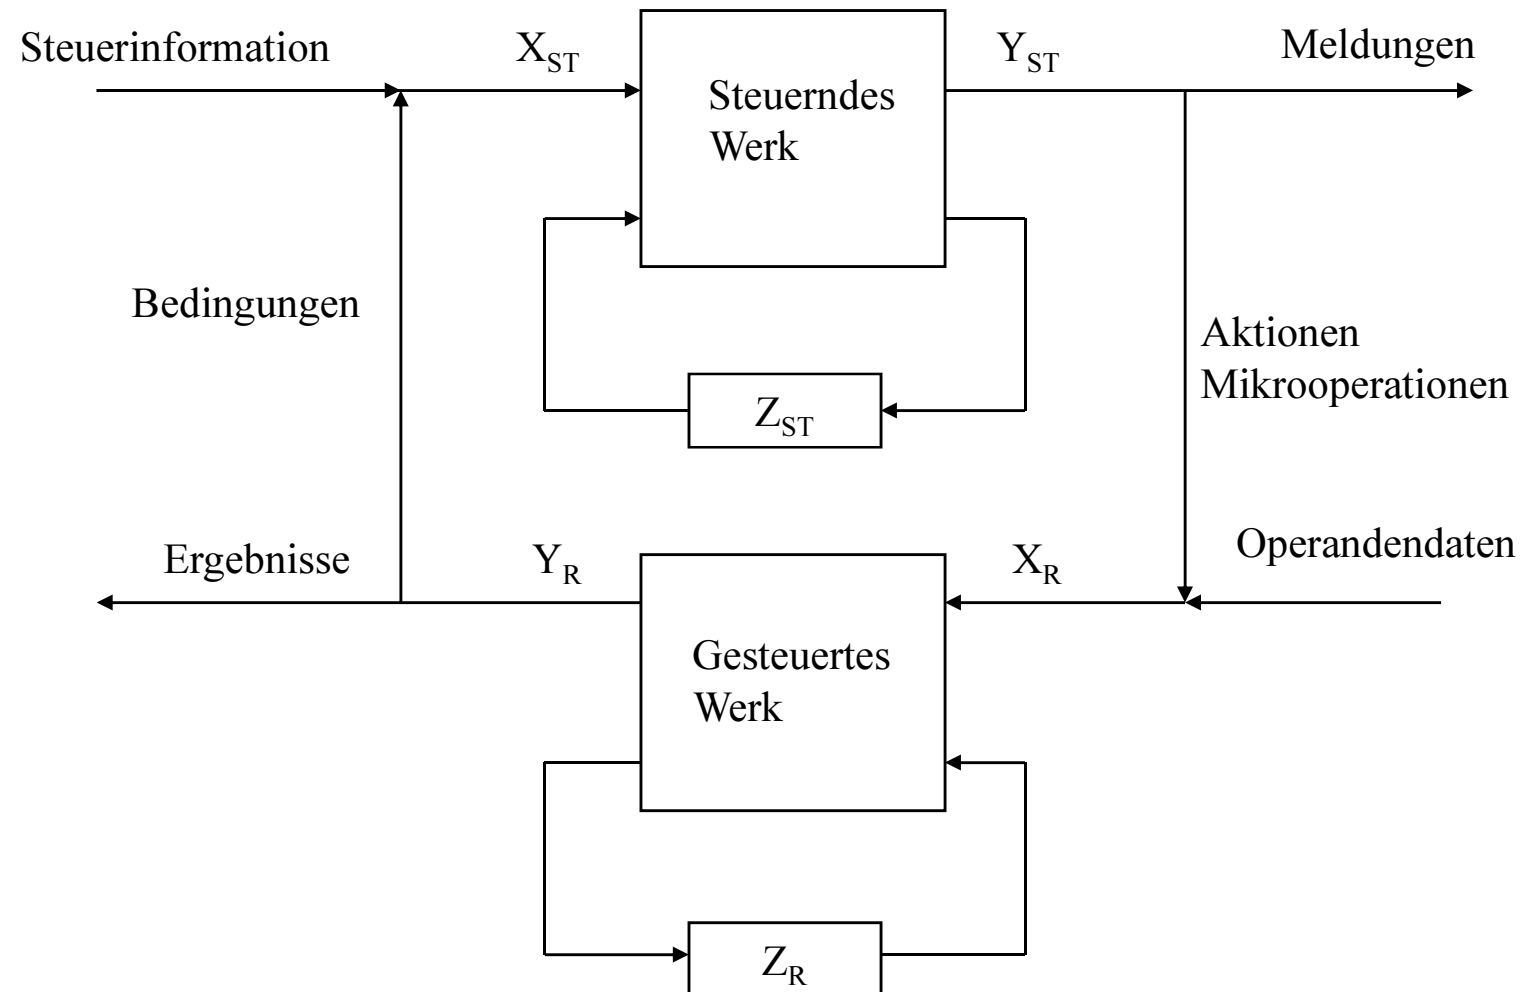 Steuerinformation
X_ST
Y_ST
Meldungen
Steuerndes
Werk
Bedingungen
Aktionen
Mikrooperationen
Z_ST
Ergebnisse
Y_R
X_R
Operandendaten
Gesteuertes
Werk
Z_R